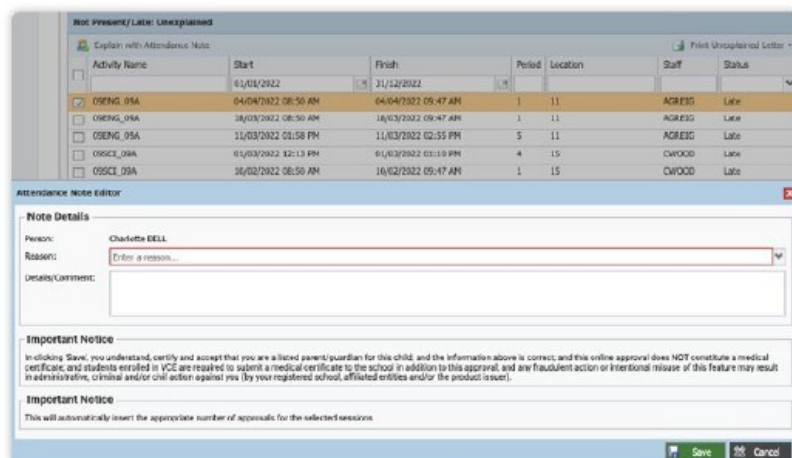 Not Present/Late: Unexplained
Explain with Attendance Note Print Unexplained Letter
Activity Name Start Finish Period Location Staff Status
01/01/2022 31/12/2022
09ENG_09A 04/04/2022 08:50 AM 04/04/2022 09:47 AM 1 11 AGREIG Late
09ENG_09A 18/03/2022 08:50 AM 18/03/2022 09:47 AM 1 11 AGREIG Late
09ENG_09A 11/03/2022 01:58 PM 11/03/2022 02:55 PM 5 11 AGREIG Late
09SCI_09A 01/03/2022 12:13 PM 01/03/2022 01:10 PM 4 15 CWOOD Late
09SCI_09A 10/02/2022 08:50 AM 10/02/2022 09:47 AM 1 15 CWOOD Late
Attendance Note Editor
Note Details
Person: Charlotte BELL
Reason: Enter a reason...
Details/Comment:
Important Notice
In clicking 'Save', you understand, certify and accept that you are a listed parent/guardian for this child; and the information above is correct; and this online approval does NOT constitute a medical
certificate; and students enrolled in VCE are required to submit a medical certificate to the school in addition to this approval; and any fraudulent action or intentional misuse of this feature may result
in administrative, criminal and/or civil action against you (by your registered school, affiliated entities and/or the product issuer).
Important Notice
This will automatically insert the appropriate number of approvals for the selected sessions
Save Cancel